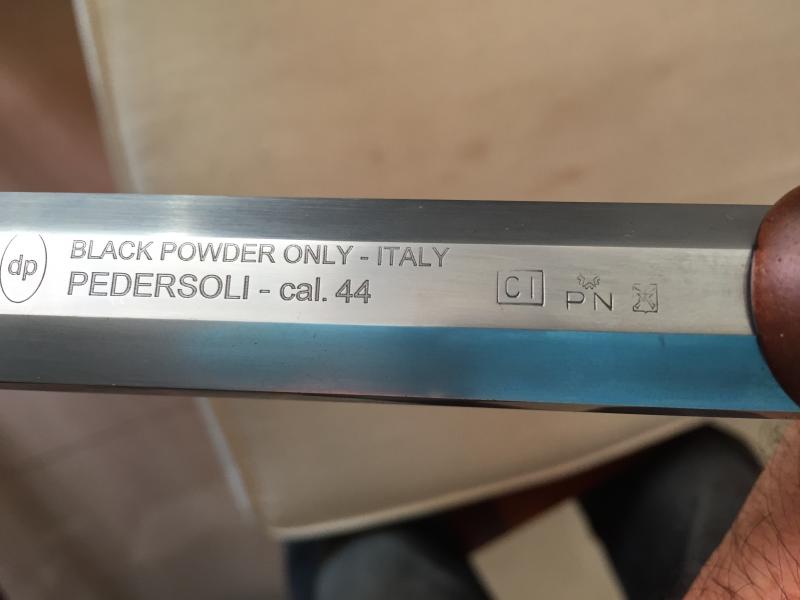 dp
BLACK POWDER ONLY - ITALY
PEDERSOLI - cal. 44
CI
PN